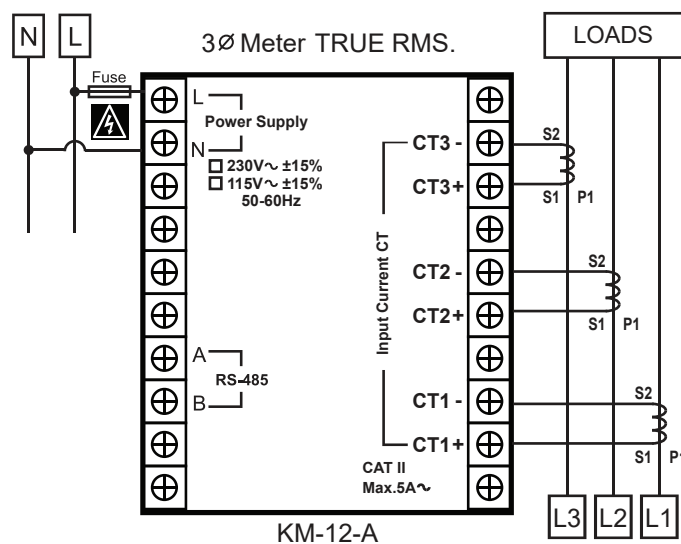 N L
3Ø Meter TRUE RMS.
LOADS
Fuse
L
Power Supply
N
□ 230V∿ ±15%
□ 115V∿ ±15%
50-60Hz
Input Current CT
CT3 -
CT3+
CT2 -
CT2+
CT1 -
CT1+
S2
S1 P1
S2
S1 P1
S2
S1 P1
A
RS-485
B
CAT II
Max.5A∿
L3 L2 L1
KM-12-A